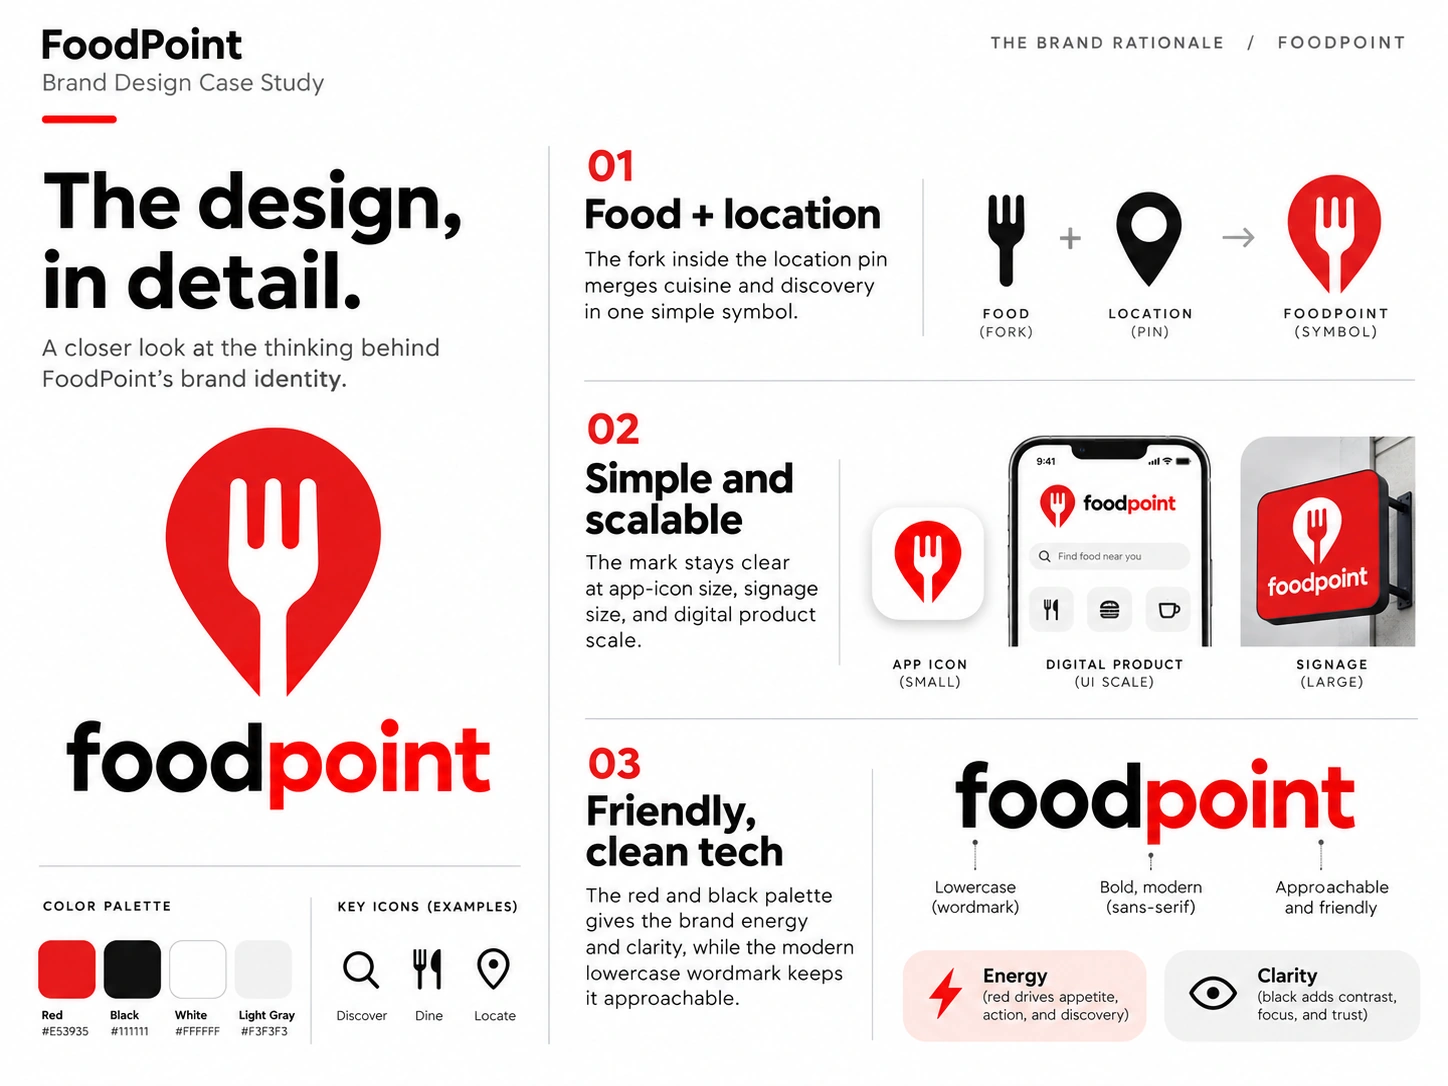 FoodPoint
Brand Design Case Study
THE BRAND RATIONALE / FOODPOINT
The design,
in detail.
A closer look at the thinking behind
FoodPoint’s brand identity.
foodpoint
COLOR PALETTE
Red
#E53935
Black
#111111
White
#FFFFFF
Light Gray
#F3F3F3
KEY ICONS (EXAMPLES)
Discover
Dine
Locate
01
Food + location
The fork inside the location pin
merges cuisine and discovery
in one simple symbol.
+
FOOD
(FORK)
LOCATION
(PIN)
→
FOODPOINT
(SYMBOL)
02
Simple and
scalable
The mark stays clear
at app-icon size, signage
size, and digital product
scale.
APP ICON
(SMALL)
9:41
foodpoint
Find food near you
DIGITAL PRODUCT
(UI SCALE)
foodpoint
SIGNAGE
(LARGE)
03
Friendly,
clean tech
The red and black palette
gives the brand energy
and clarity, while the modern
lowercase wordmark keeps
it approachable.
foodpoint
Lowercase
(wordmark)
Bold, modern
(sans-serif)
Approachable
and friendly
Energy
(red drives appetite,
action, and discovery)
Clarity
(black adds contrast,
focus, and trust)